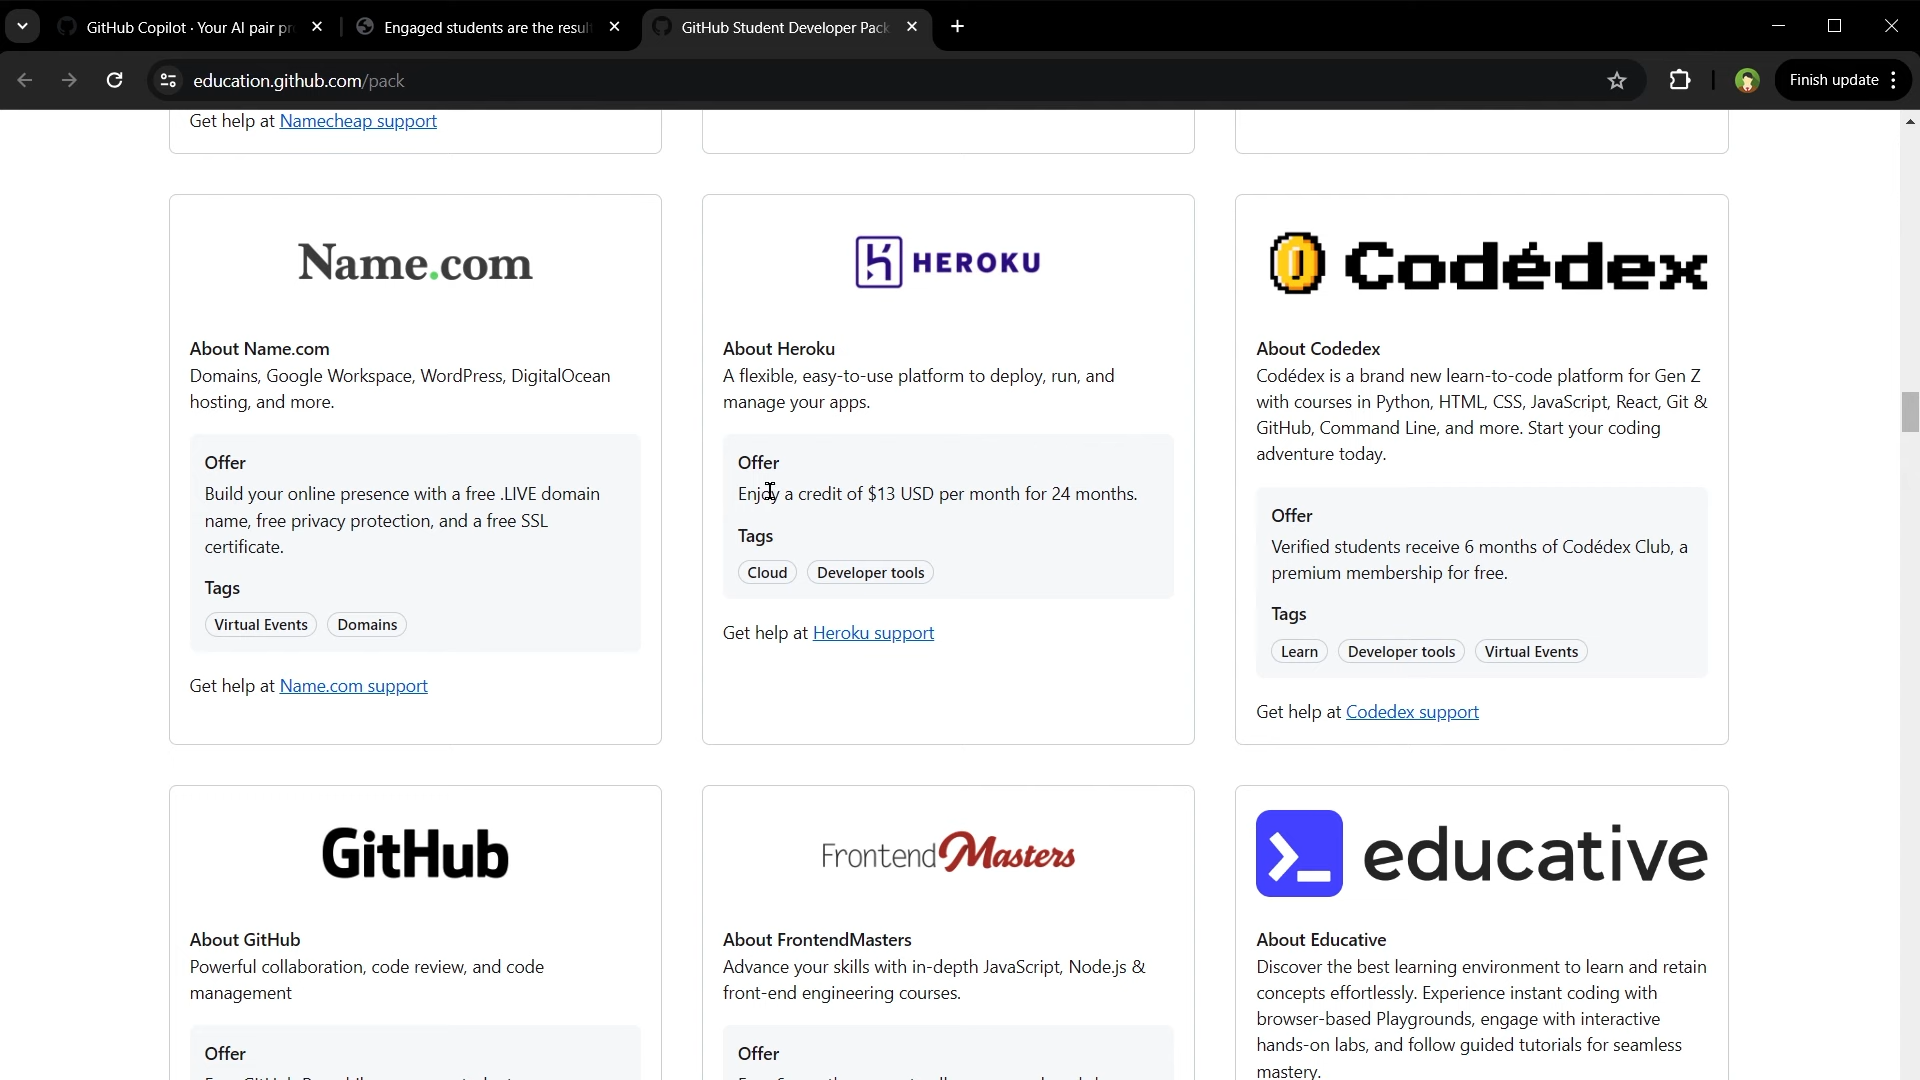 GitHub Copilot · Your AI pair pr
Engaged students are the resul
GitHub Student Developer Pack
education.github.com/pack
Finish update
Get help at Namecheap support
Name.com
About Name.com
Domains, Google Workspace, WordPress, DigitalOcean
hosting, and more.
Offer
Build your online presence with a free .LIVE domain
name, free privacy protection, and a free SSL
certificate.
Tags
Virtual Events
Domains
Get help at Name.com support
HEROKU
About Heroku
A flexible, easy-to-use platform to deploy, run, and
manage your apps.
Offer
Enjoy a credit of $13 USD per month for 24 months.
Tags
Cloud
Developer tools
Get help at Heroku support
Codédex
About Codedex
Codédex is a brand new learn-to-code platform for Gen Z
with courses in Python, HTML, CSS, JavaScript, React, Git &
GitHub, Command Line, and more. Start your coding
adventure today.
Offer
Verified students receive 6 months of Codédex Club, a
premium membership for free.
Tags
Learn
Developer tools
Virtual Events
Get help at Codedex support
GitHub
About GitHub
Powerful collaboration, code review, and code
management
Offer
FrontendMasters
About FrontendMasters
Advance your skills with in-depth JavaScript, Node.js &
front-end engineering courses.
Offer
educative
About Educative
Discover the best learning environment to learn and retain
concepts effortlessly. Experience instant coding with
browser-based Playgrounds, engage with interactive
hands-on labs, and follow guided tutorials for seamless
mastery.